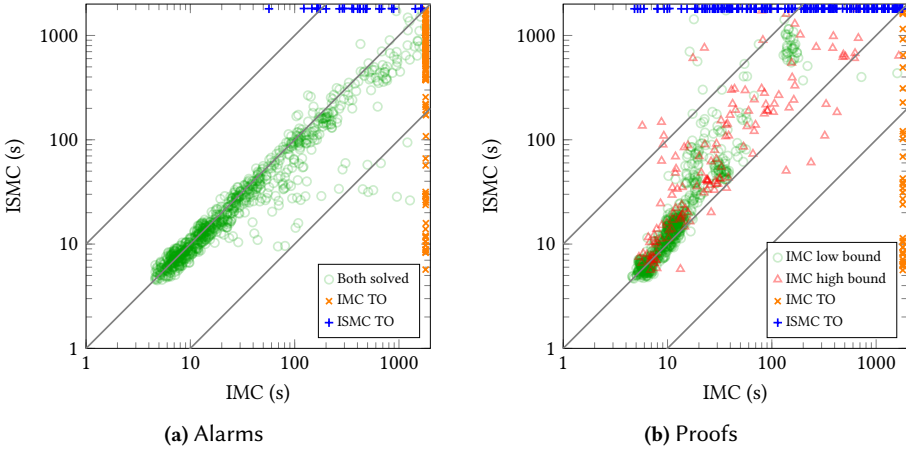 1000
100
10
1
ISMC (s)
1
10
100
1000
IMC (s)
Both solved
IMC TO
ISMC TO
(a) Alarms
1000
100
10
1
ISMC (s)
1
10
100
1000
IMC (s)
IMC low bound
IMC high bound
IMC TO
ISMC TO
(b) Proofs